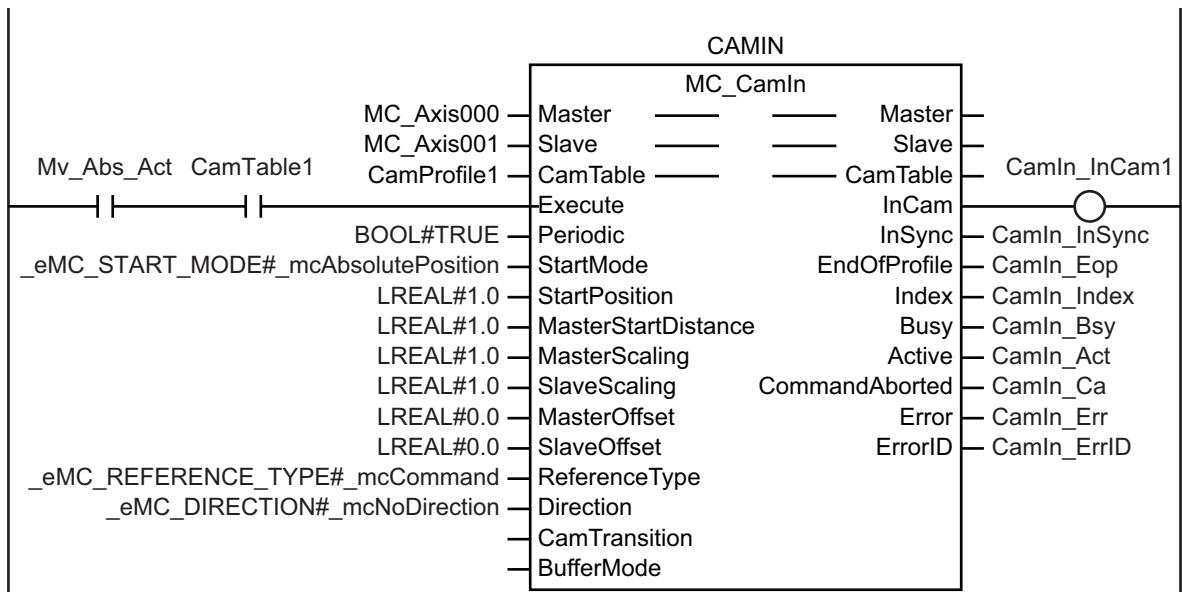 CAMIN
MC_CamIn
MC_Axis000 Master Master
MC_Axis001 Slave Slave
Mv_Abs_Act CamTable1 CamProfile1 CamTable CamTable CamIn_InCam1
Execute InCam
BOOL#TRUE Periodic InSync CamIn_InSync
_eMC_START_MODE#_mcAbsolutePosition StartMode EndOfProfile CamIn_Eop
LREAL#1.0 StartPosition Index CamIn_Index
LREAL#1.0 MasterStartDistance Busy CamIn_Bsy
LREAL#1.0 MasterScaling Active CamIn_Act
LREAL#1.0 SlaveScaling CommandAborted CamIn_Ca
LREAL#0.0 MasterOffset Error CamIn_Err
LREAL#0.0 SlaveOffset ErrorID CamIn_ErrID
_eMC_REFERENCE_TYPE#_mcCommand ReferenceType
_eMC_DIRECTION#_mcNoDirection Direction
CamTransition
BufferMode